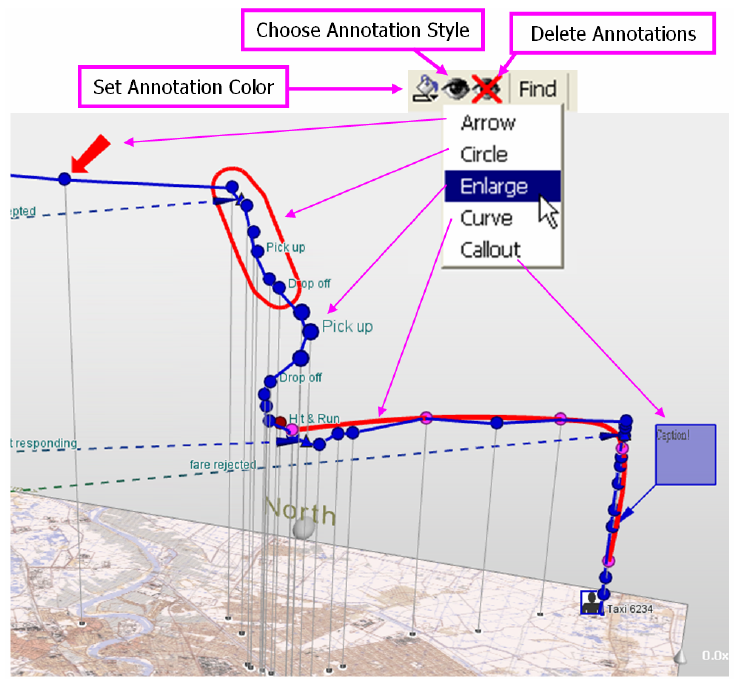 Choose Annotation Style
Delete Annotations
Set Annotation Color
Find
Arrow
Circle
Enlarge
Curve
Callout
epted
Pick up
Drop off
Pick up
Drop off
Hit & Run
Caption!
t responding
fare rejected
North
Taxi 6234
0.0x